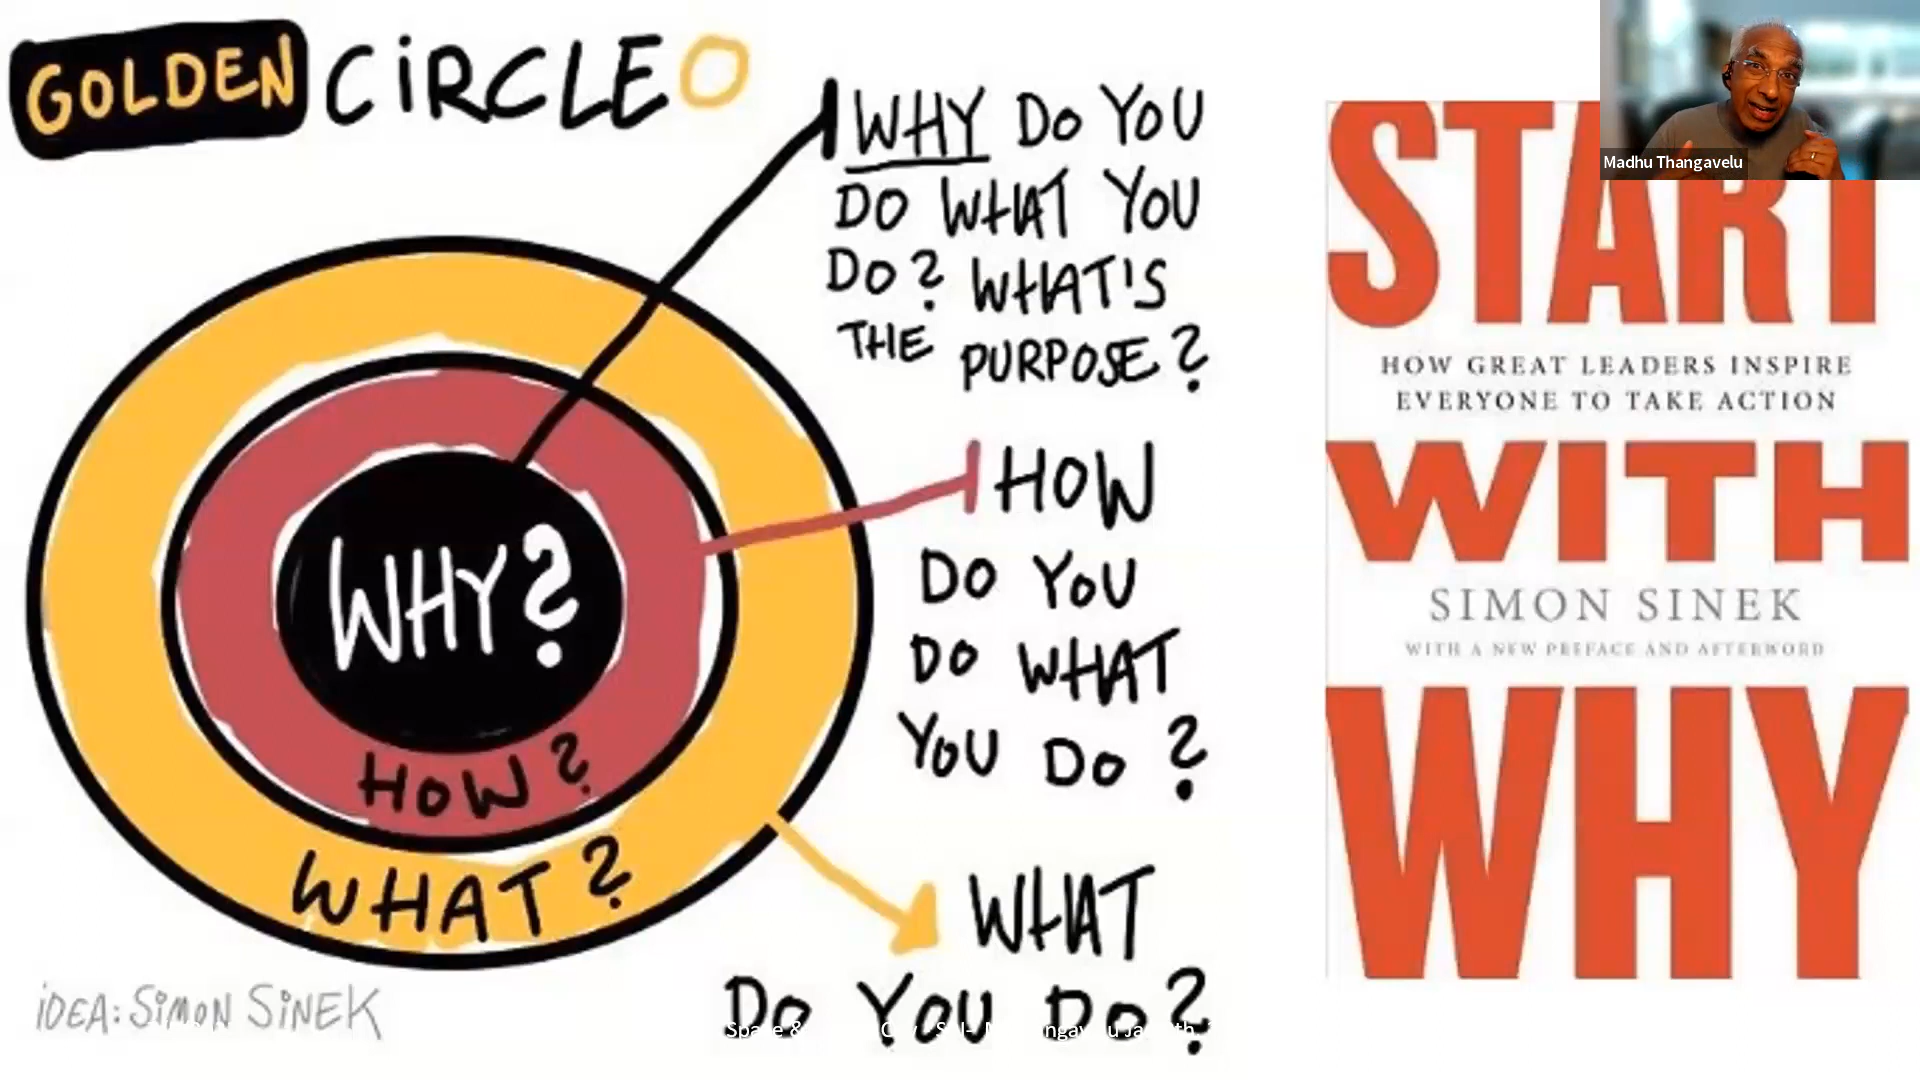 GOLDEN CiRCLE
WHY Do YoU
DO WHAT YOU
Do? WHAT'S
THE PURPOSE?
HOW
DO YoU
DO WHAT
YoU Do?
WHAT
Do YOU Do?
WHY?
HOW?
WHAT?
iDEA: SiMON SiNEK
Space &
START
HOW GREAT LEADERS INSPIRE
EVERYONE TO TAKE ACTION
WITH
SIMON SINEK
WITH A NEW PREFACE AND AFTERWORD
WHY
Madhu Thangavelu